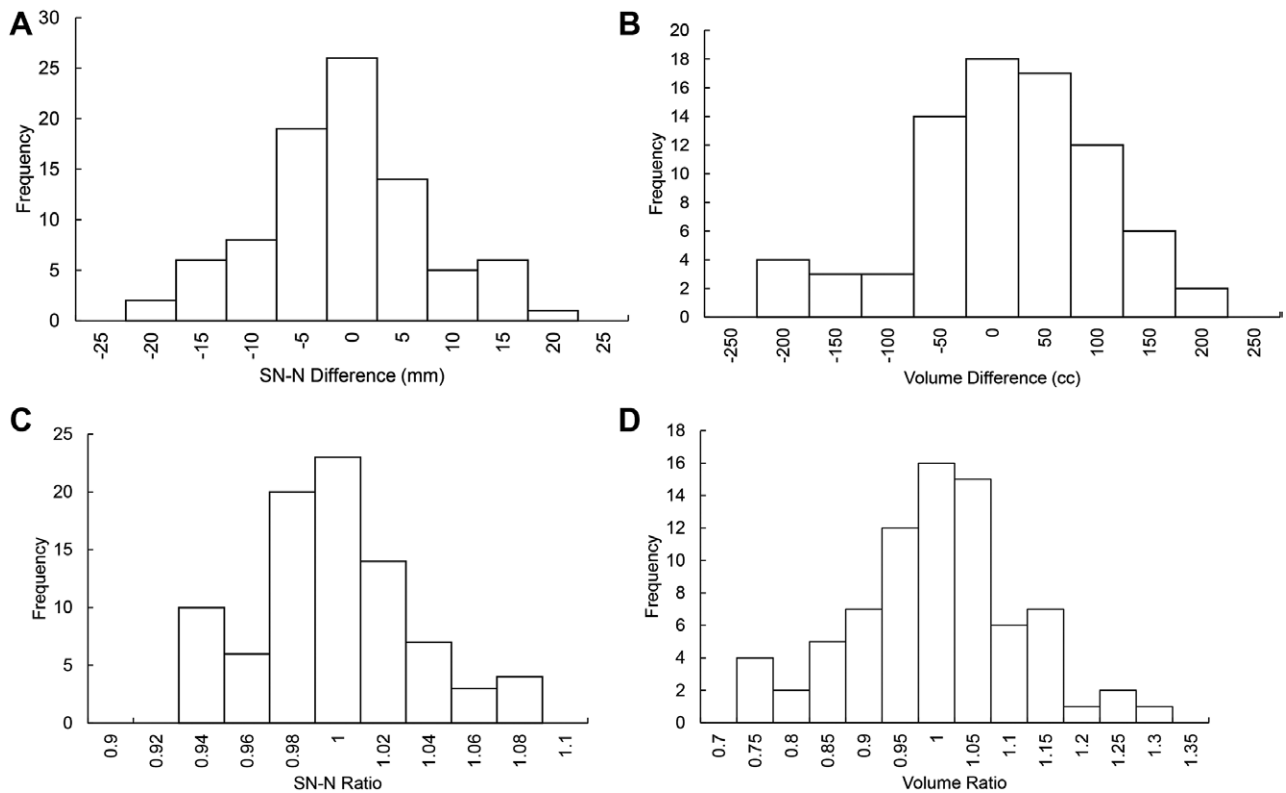 A
30
25
20
15
10
5
0
Frequency
-25 -20 -15 -10 -5 0 5 10 15 20 25
SN-N Difference (mm)
B
20
18
16
14
12
10
8
6
4
2
0
Frequency
-250 -200 -150 -100 -50 0 50 100 150 200 250
Volume Difference (cc)
C
25
20
15
10
5
0
Frequency
0.9 0.92 0.94 0.96 0.98 1 1.02 1.04 1.06 1.08 1.1
SN-N Ratio
D
18
16
14
12
10
8
6
4
2
0
Frequency
0.7 0.75 0.8 0.85 0.9 0.95 1 1.05 1.1 1.15 1.2 1.25 1.3 1.35
Volume Ratio